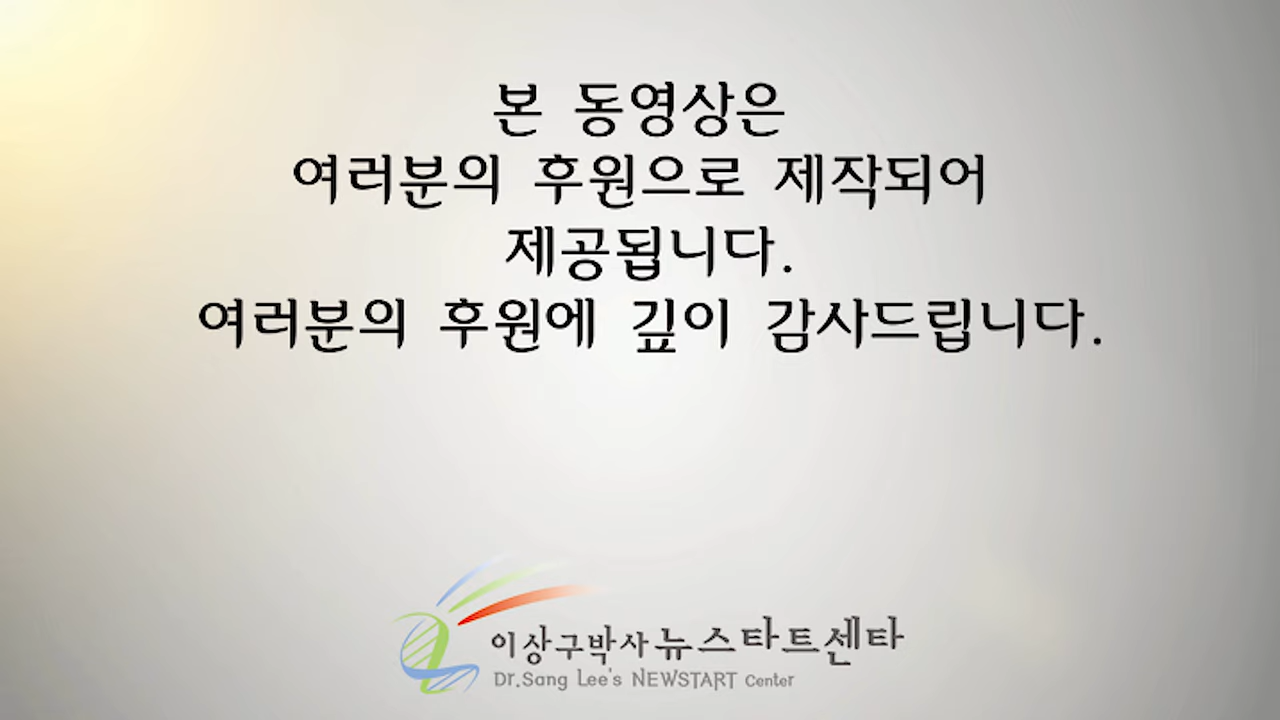 본 동영상은
여러분의 후원으로 제작되어
제공됩니다.
여러분의 후원에 깊이 감사드립니다.
이상구박사뉴스타트센타
Dr.Sang Lee's NEWSTART Center